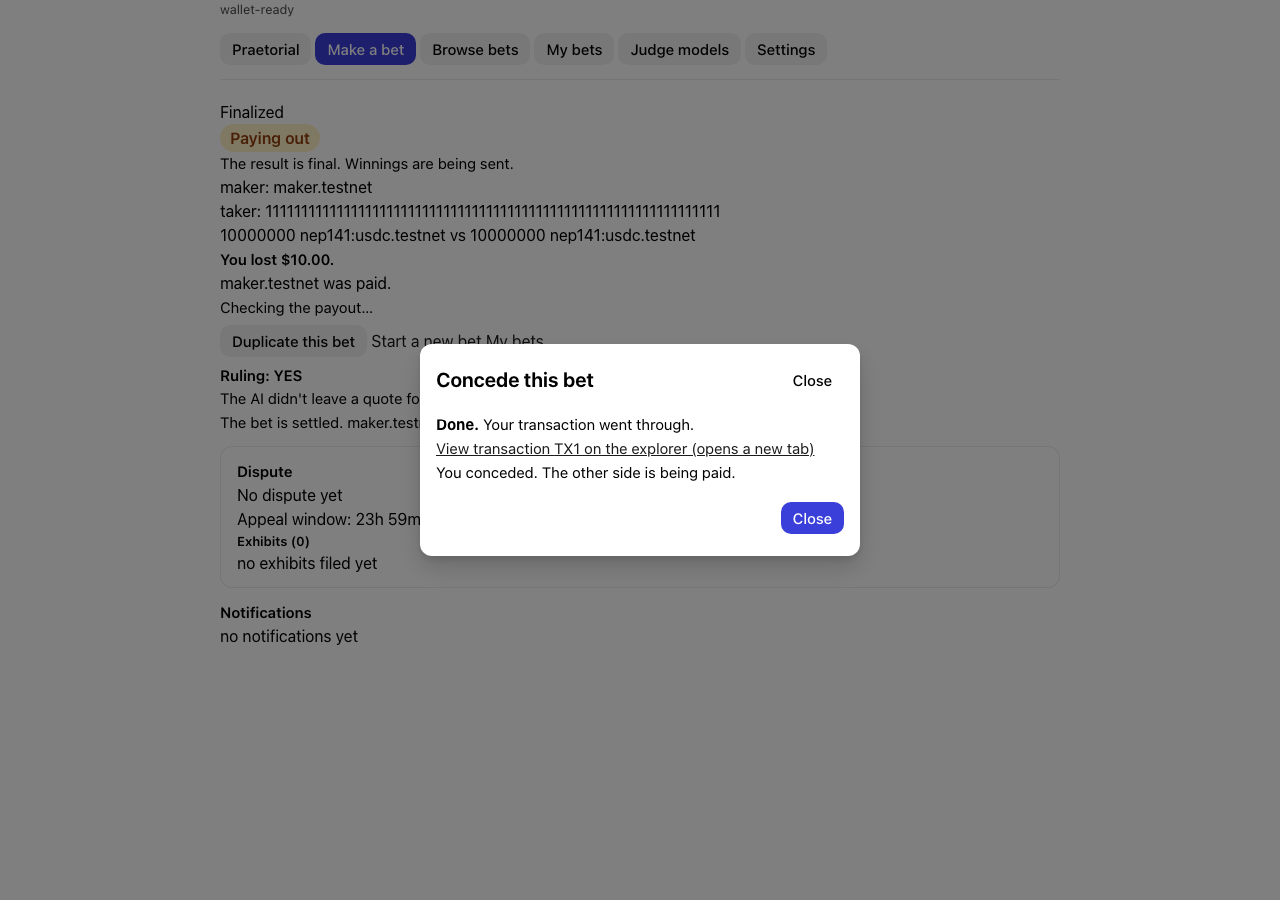 wallet-ready
Praetorial Make a bet Browse bets My bets Judge models Settings
Finalized
Paying out
The result is final. Winnings are being sent.
maker: maker.testnet
taker: 1111111111111111111111111111111111111111111111111111111111111111
10000000 nep141:usdc.testnet vs 10000000 nep141:usdc.testnet
You lost $10.00.
maker.testnet was paid.
Checking the payout…
Duplicate this bet Start a new bet My bets
Ruling: YES
The AI didn't leave a quote
The bet is settled.
Concede this bet
Close
Done. Your transaction went through.
View transaction TX1 on the explorer (opens a new tab)
You conceded. The other side is being paid.
Close
Dispute
No dispute yet
Appeal window: 23h 59m
Exhibits (0)
no exhibits filed yet
Notifications
no notifications yet